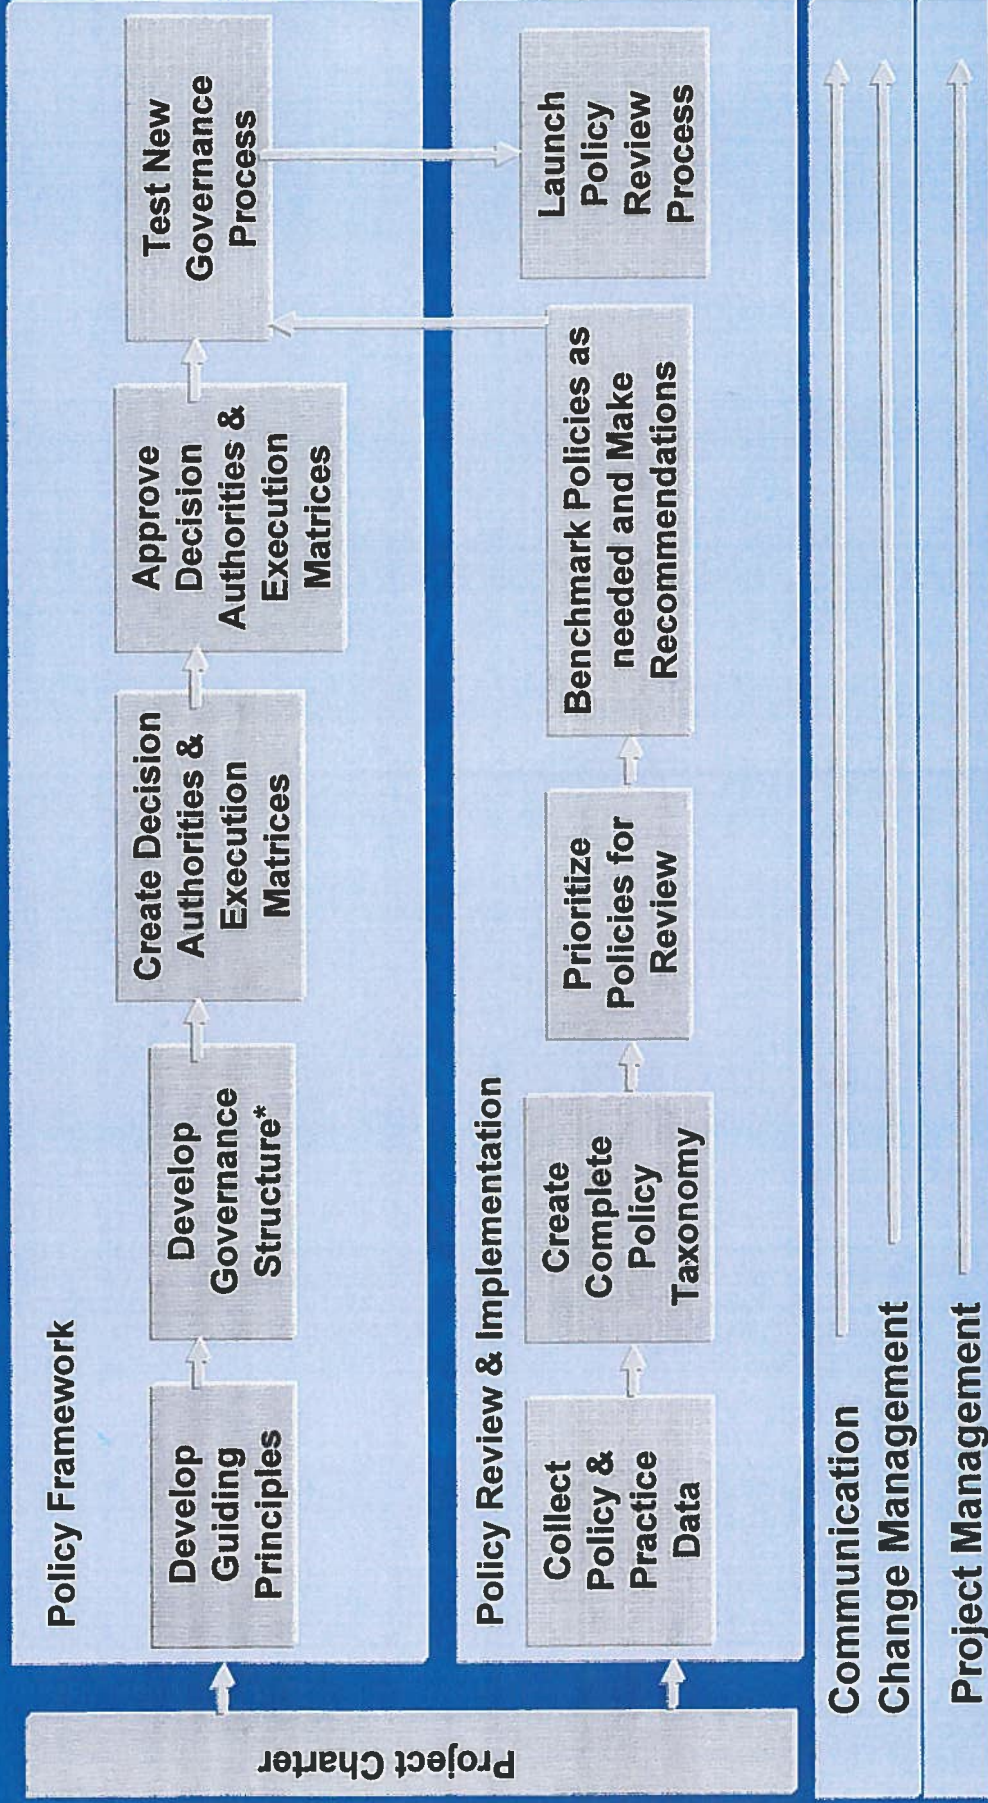 Project Charter
Policy Framework
Develop
Guiding
Principles
Develop
Governance
Structure*
Create Decision
Authorities &
Execution
Matrices
Approve
Decision
Authorities &
Execution
Matrices
Test New
Governance
Process
Policy Review & Implementation
Collect
Policy &
Practice
Data
Create
Complete
Policy
Taxonomy
Prioritize
Policies for
Review
Benchmark Policies as
needed and Make
Recommendations
Launch
Policy
Review
Process
Communication
Change Management
Project Management